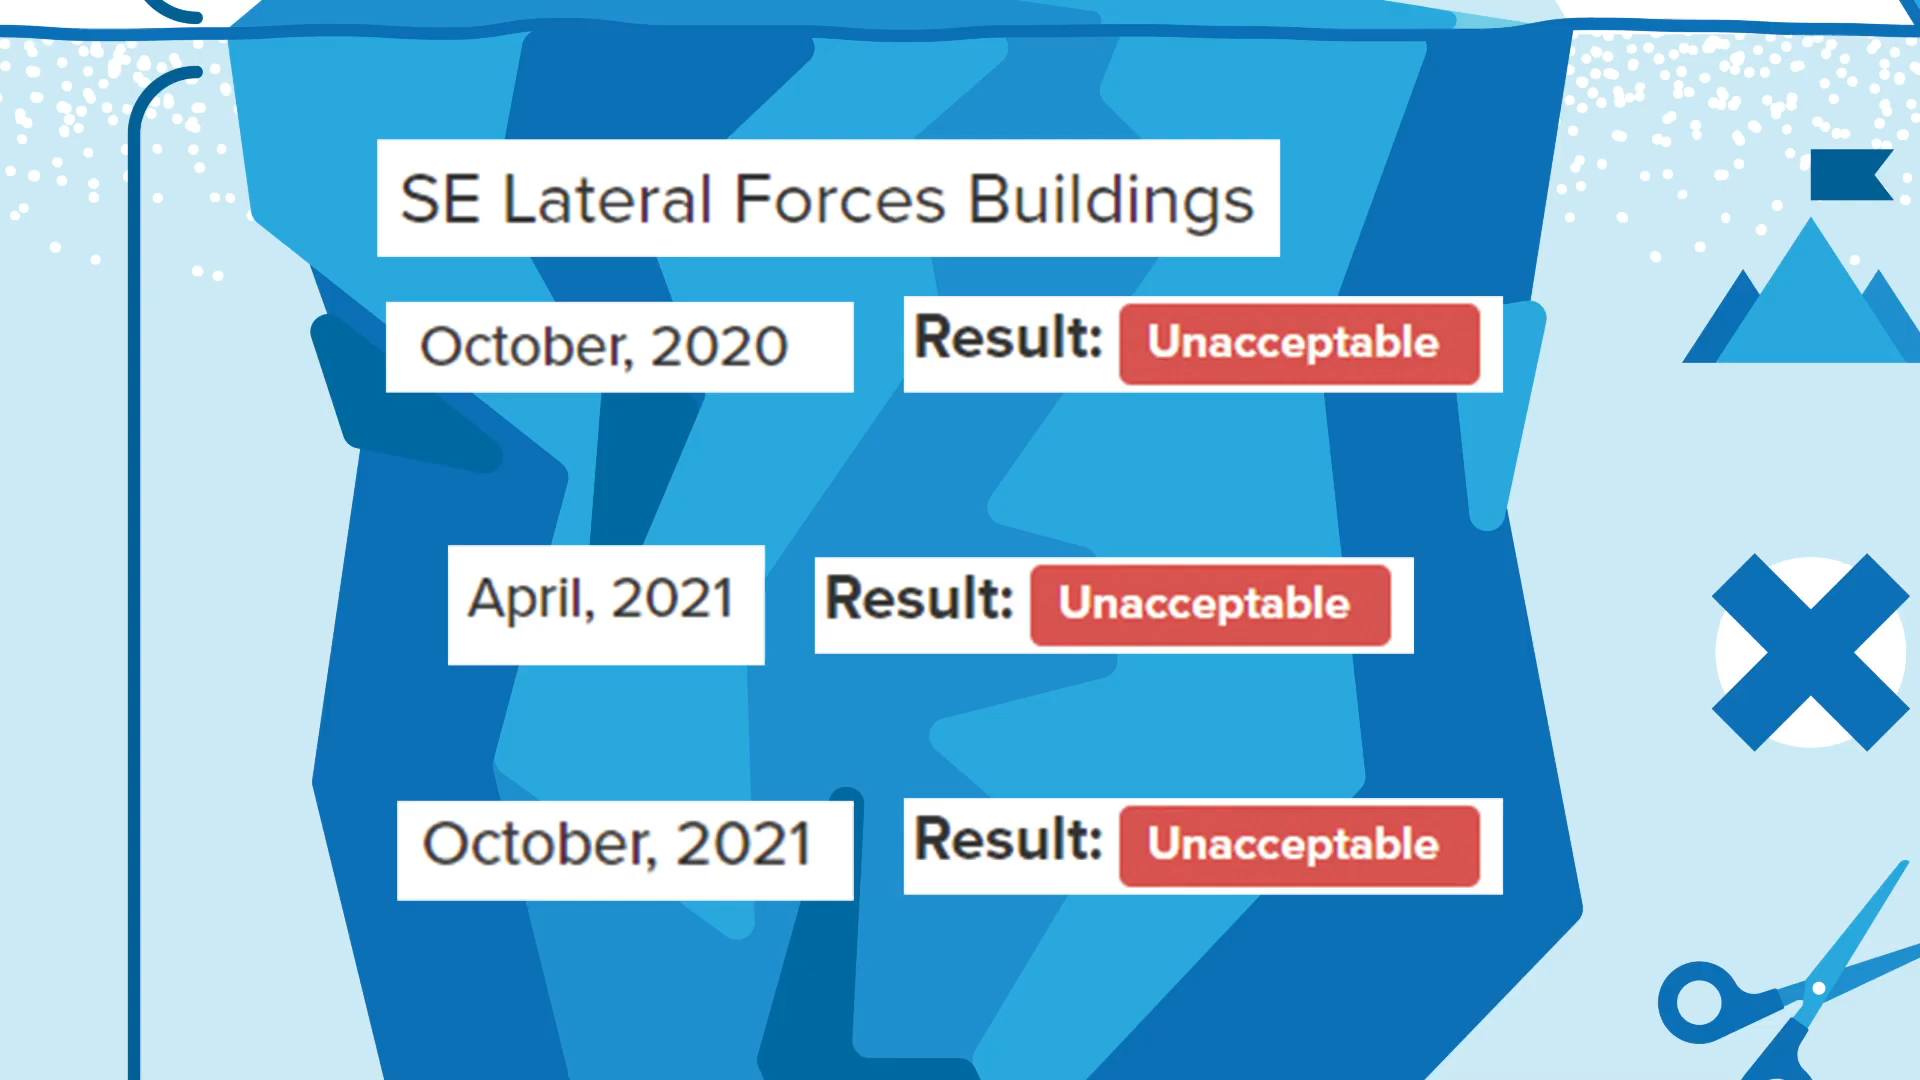 SE Lateral Forces Buildings
October, 2020 Result: Unacceptable
April, 2021 Result: Unacceptable
October, 2021 Result: Unacceptable